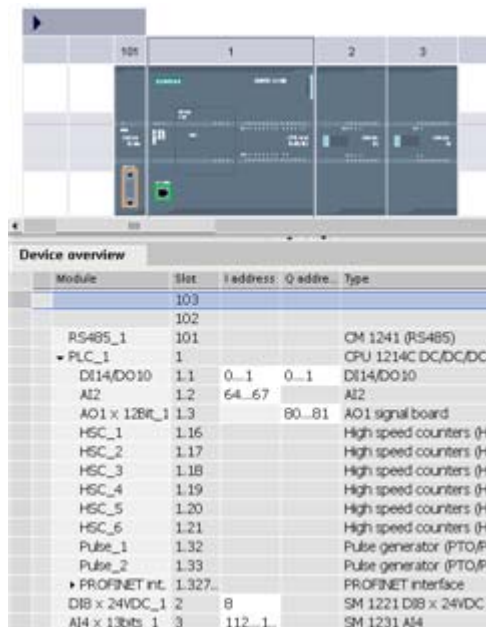 101 1 2 3
SIEMENS
Device overview
Module Slot I address Q addre... Type
103
102
RS485_1 101 CM 1241 (RS485)
PLC_1 1 CPU 1214C DC/DC/DC
DI14/DO10 1.1 0...1 0...1 DI14/DO10
AI2 1.2 64...67 AI2
AO1 x 12Bit_1 1.3 80...81 AO1 signal board
HSC_1 1.16 High speed counters (H
HSC_2 1.17 High speed counters (H
HSC_3 1.18 High speed counters (H
HSC_4 1.19 High speed counters (H
HSC_5 1.20 High speed counters (H
HSC_6 1.21 High speed counters (H
Pulse_1 1.32 Pulse generator (PTO/P
Pulse_2 1.33 Pulse generator (PTO/P
PROFINET int. 1.327... PROFINET interface
DI8 x 24VDC_1 2 8 SM 1221 DI8 x 24VDC
AI4 x 13bits_1 3 112...1... SM 1231 AI4